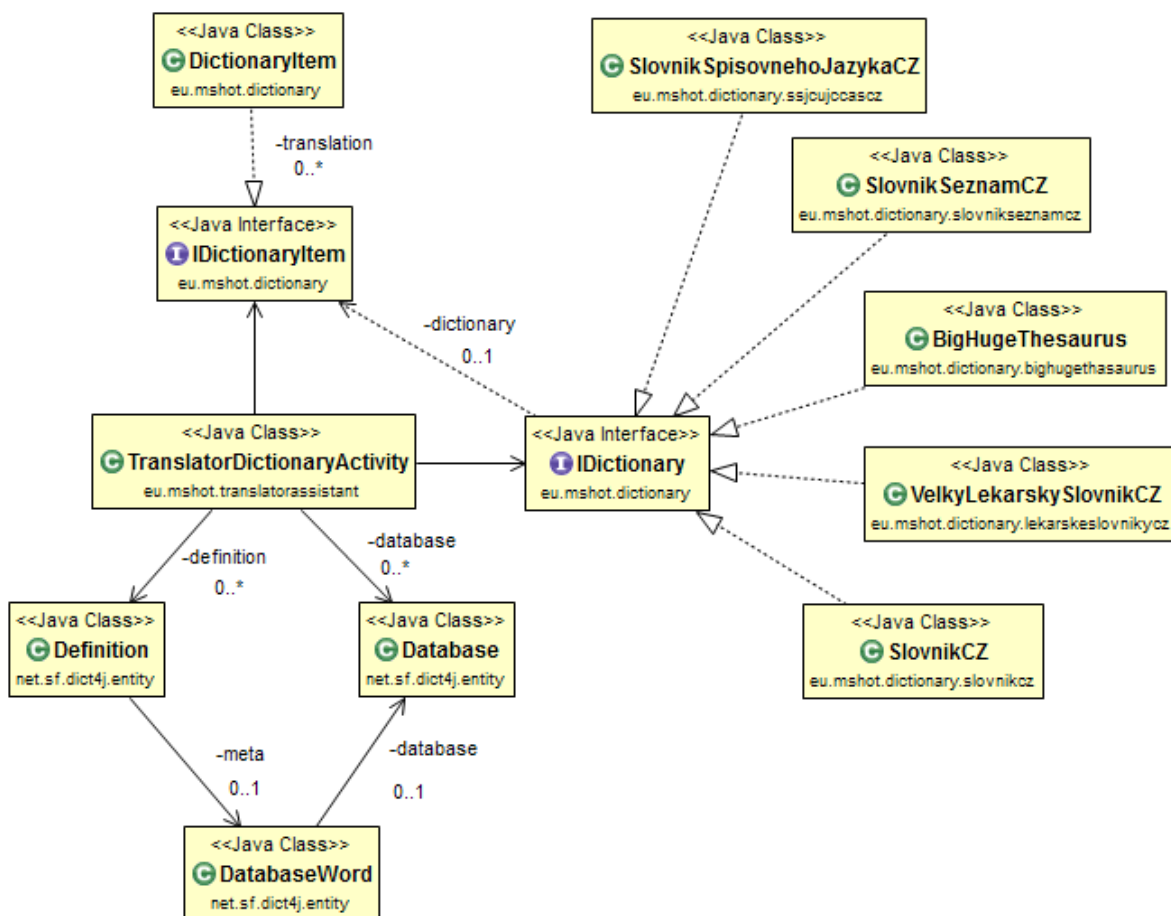 <<Java Class>>
DictionaryItem
eu.mshot.dictionary
-translation
0..*
<<Java Interface>>
IDictionaryItem
eu.mshot.dictionary
<<Java Class>>
SlovnikSpisovnehoJazykaCZ
eu.mshot.dictionary.ssjcujccascz
<<Java Class>>
SlovnikSeznamCZ
eu.mshot.dictionary.slovnikseznamcz
-dictionary
0..1
<<Java Class>>
BigHugeThesaurus
eu.mshot.dictionary.bighugethasaurus
<<Java Class>>
TranslatorDictionaryActivity
eu.mshot.translatorassistant
<<Java Interface>>
IDictionary
eu.mshot.dictionary
<<Java Class>>
VelkyLekarskySlovnikCZ
eu.mshot.dictionary.lekarskeslovnikycz
-definition
0..*
-database
0..*
<<Java Class>>
Definition
net.sf.dict4j.entity
<<Java Class>>
Database
net.sf.dict4j.entity
<<Java Class>>
SlovnikCZ
eu.mshot.dictionary.slovnikcz
-meta
0..1
-database
0..1
<<Java Class>>
DatabaseWord
net.sf.dict4j.entity